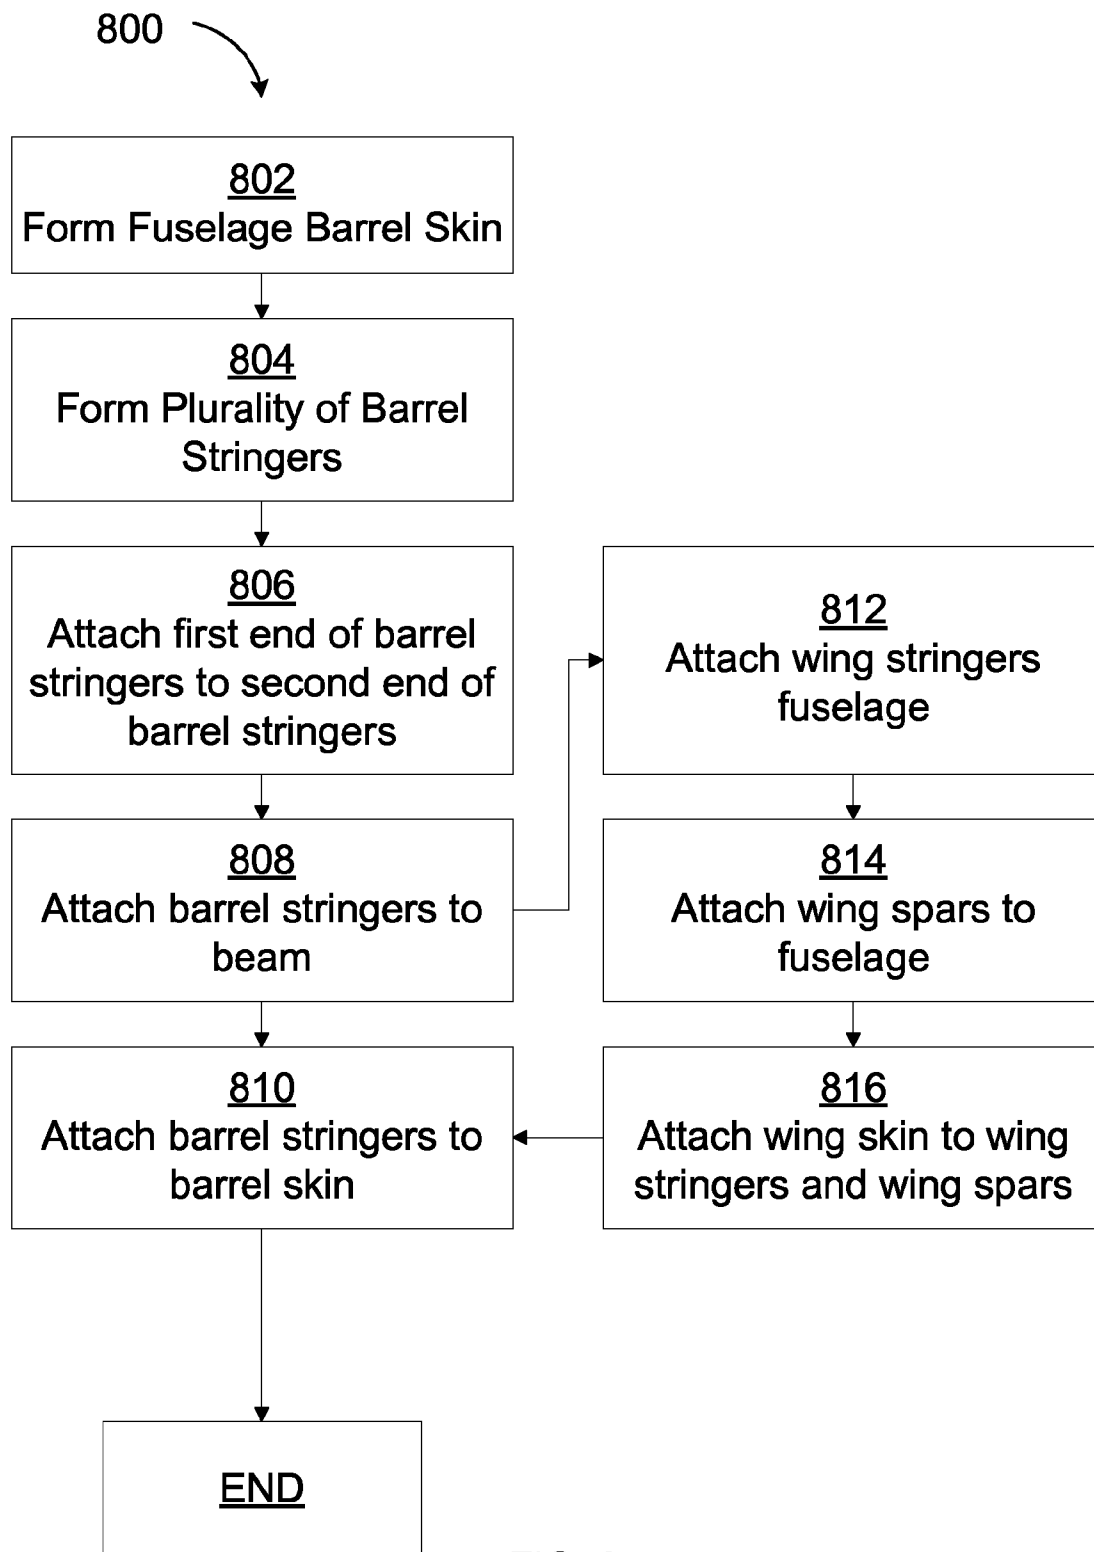 800
802
Form Fuselage Barrel Skin
804
Form Plurality of Barrel
Stringers
806
Attach first end of barrel
stringers to second end of
barrel stringers
808
Attach barrel stringers to
beam
810
Attach barrel stringers to
barrel skin
812
Attach wing stringers
fuselage
814
Attach wing spars to
fuselage
816
Attach wing skin to wing
stringers and wing spars
END